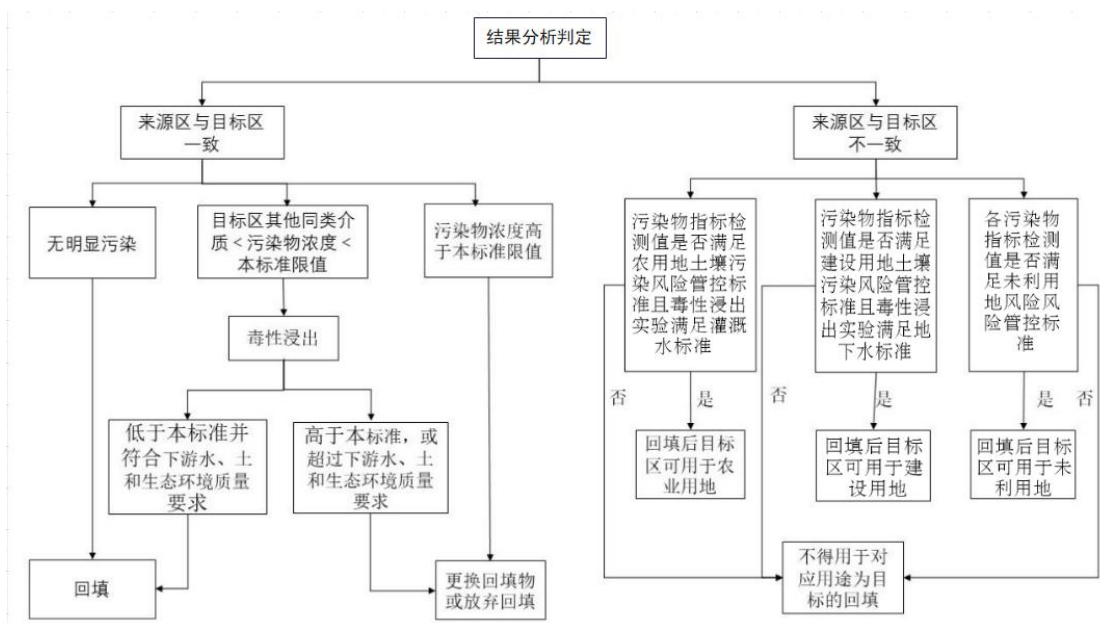 结果分析判定
来源区与目标区
一致
来源区与目标区
不一致
无明显污染
目标区其他同类介
质<污染物浓度<
本标准限值
污染物浓度高
于本标准限值
污染物指标检
测值是否满足
农用地土壤污
染风险管控标
准且毒性浸出
实验满足灌溉
水标准
污染物指标检
测值是否满足
建设用地土壤
污染风险管控
标准且毒性浸
出实验满足地
下水标准
各污染物
指标检测
值是否满
足未利用
地风险风
险管控标
准
毒性浸出
否
是
否
是
是
否
低于本标准并
符合下游水、土
和生态环境质量
要求
高于本标准，或
超过下游水、土
和生态环境质量
要求
回填后目标
区可用于农
业用地
回填后目标
区可用于建
设用地
回填后目标
区可用于未
利用地
回填
更换回填物
或放弃回填
不得用于对
应用途为目
标的回填